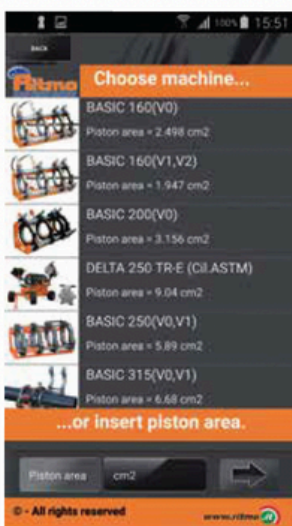 100% 15:51
BACK
Ritmo
Choose machine...
BASIC 160(V0)
Piston area = 2.498 cm2
BASIC 160(V1,V2)
Piston area = 1.947 cm2
BASIC 200(V0)
Piston area = 3.156 cm2
DELTA 250 TR-E (Cil.ASTM)
Piston area = 9.04 cm2
BASIC 250(V0,V1)
Piston area = 5.89 cm2
BASIC 315(V0,V1)
Piston area = 6.68 cm2
...or insert piston area.
Piston area cm2
© - All rights reserved www.ritmo.it